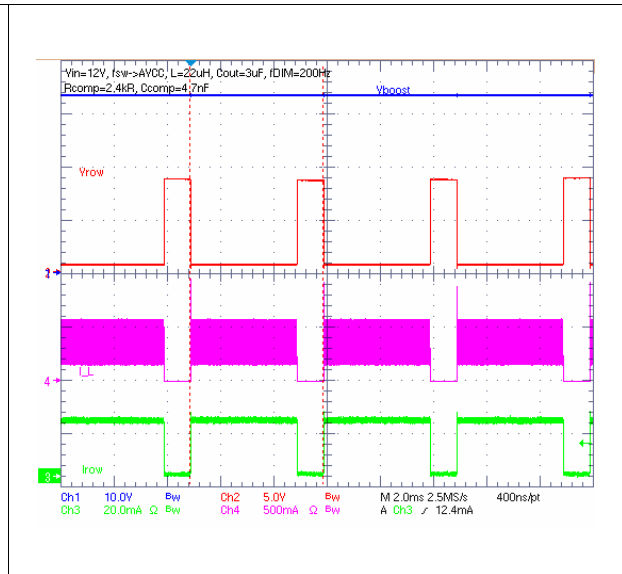 Vin=12V, fsw->AVCC, L=22uH, Cout=3uF, fDIM=200Hz
Rcomp=2.4kR, Ccomp=4.7nF
Vboost
Vrow
I_L
4
Irow
3
Ch1 10.0V Bw Ch2 5.0V Bw M 2.0ms 2.5MS/s 400ns/pt
Ch3 20.0mA Ω Bw Ch4 500mA Ω Bw A Ch3 / 12.4mA